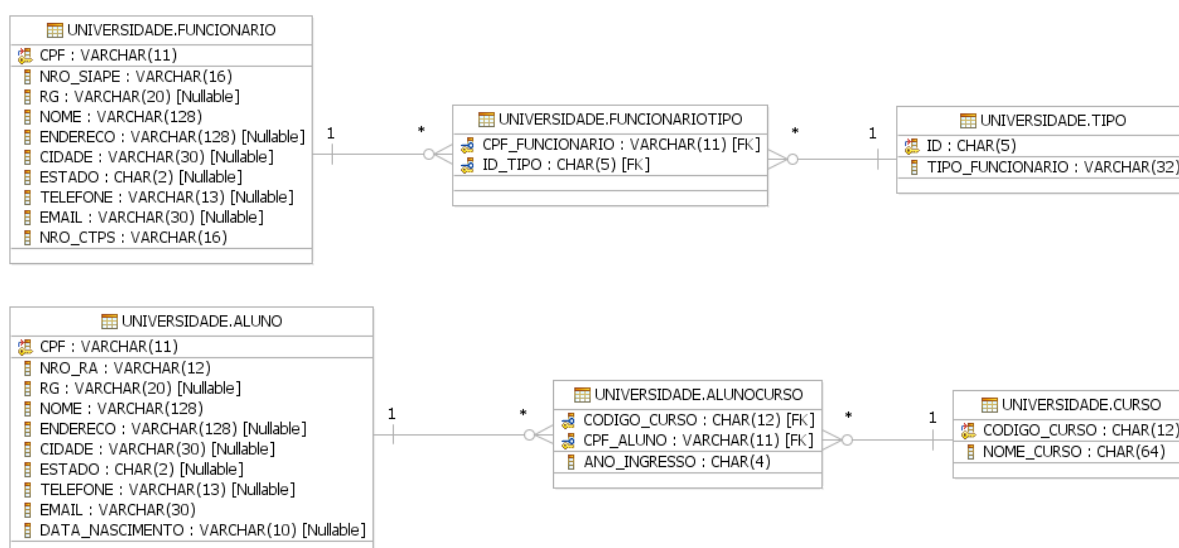 UNIVERSIDADE.FUNCIONARIO
CPF : VARCHAR(11)
NRO_SIAPE : VARCHAR(16)
RG : VARCHAR(20) [Nullable]
NOME : VARCHAR(128)
ENDERECO : VARCHAR(128) [Nullable]
CIDADE : VARCHAR(30) [Nullable]
ESTADO : CHAR(2) [Nullable]
TELEFONE : VARCHAR(13) [Nullable]
EMAIL : VARCHAR(30) [Nullable]
NRO_CTPS : VARCHAR(16)
1
*
UNIVERSIDADE.FUNCIONARIOTIPO
CPF_FUNCIONARIO : VARCHAR(11) [FK]
ID_TIPO : CHAR(5) [FK]
*
1
UNIVERSIDADE.TIPO
ID : CHAR(5)
TIPO_FUNCIONARIO : VARCHAR(32)
UNIVERSIDADE.ALUNO
CPF : VARCHAR(11)
NRO_RA : VARCHAR(12)
RG : VARCHAR(20) [Nullable]
NOME : VARCHAR(128)
ENDERECO : VARCHAR(128) [Nullable]
CIDADE : VARCHAR(30) [Nullable]
ESTADO : CHAR(2) [Nullable]
TELEFONE : VARCHAR(13) [Nullable]
EMAIL : VARCHAR(30)
DATA_NASCIMENTO : VARCHAR(10) [Nullable]
1
*
UNIVERSIDADE.ALUNOCURSO
CODIGO_CURSO : CHAR(12) [FK]
CPF_ALUNO : VARCHAR(11) [FK]
ANO_INGRESSO : CHAR(4)
*
1
UNIVERSIDADE.CURSO
CODIGO_CURSO : CHAR(12)
NOME_CURSO : CHAR(64)